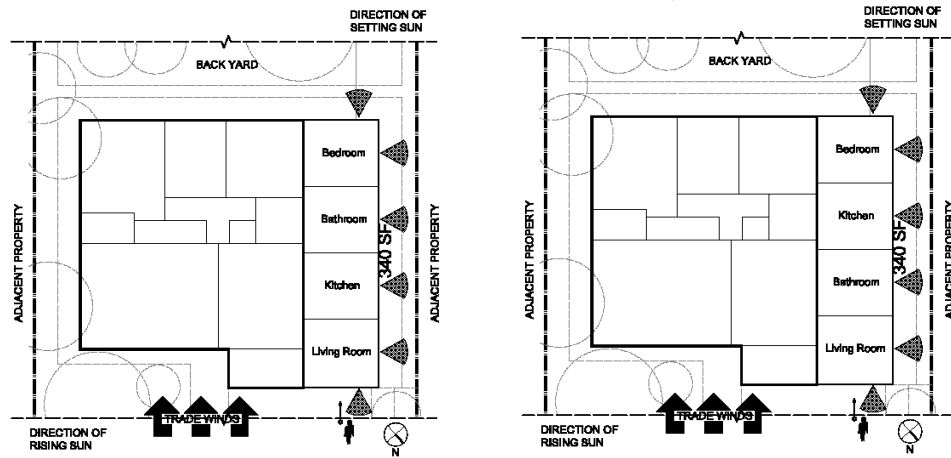 DIRECTION OF
SETTING SUN
BACK YARD
Bedroom
Bathroom
Kitchen
Living Room
340 SF
ADJACENT PROPERTY
ADJACENT PROPERTY
TRADE WINDS
DIRECTION OF
RISING SUN
N
DIRECTION OF
SETTING SUN
BACK YARD
Bedroom
Kitchen
Bathroom
Living Room
340 SF
ADJACENT PROPERTY
ADJACENT PROPERTY
TRADE WINDS
DIRECTION OF
RISING SUN
N